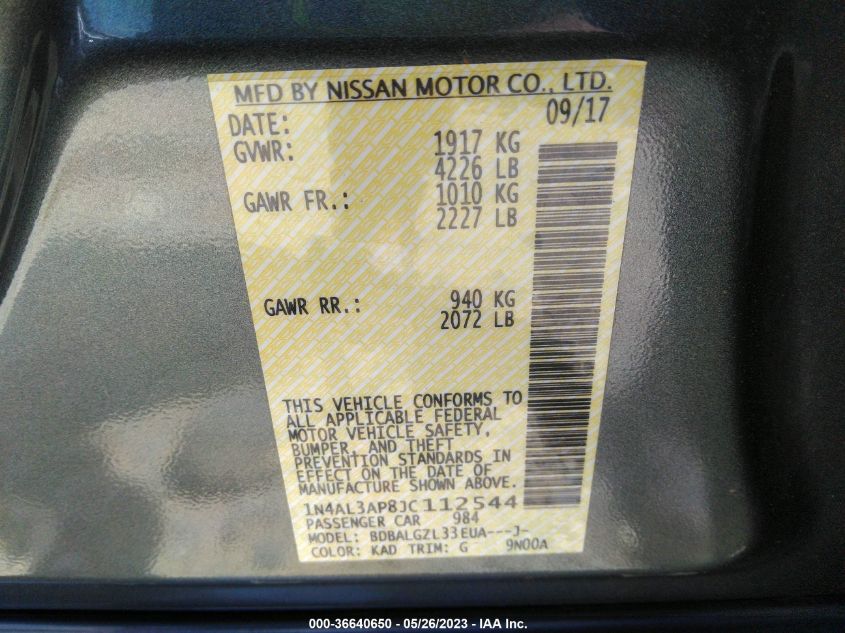 MFD BY NISSAN MOTOR CO., LTD.
DATE: 09/17
GVWR: 1917 KG
4226 LB
GAWR FR.: 1010 KG
2227 LB
GAWR RR.: 940 KG
2072 LB
THIS VEHICLE CONFORMS TO
ALL APPLICABLE FEDERAL
MOTOR VEHICLE SAFETY,
BUMPER, AND THEFT
PREVENTION STANDARDS IN
EFFECT ON THE DATE OF
MANUFACTURE SHOWN ABOVE.
1N4AL3AP8JC112544
PASSENGER CAR 984
MODEL: BDBALGZL33EUA---J-
COLOR: KAD TRIM: G 9N00A
000-36640650 / 05/26/2023 - © IAA Inc.